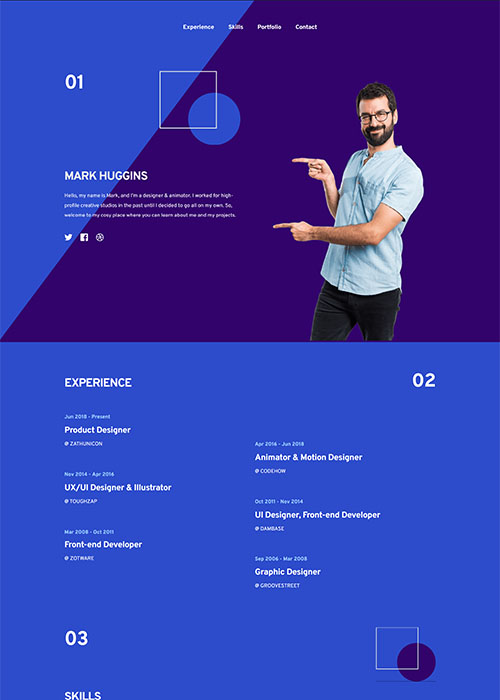 Experience Skills Portfolio Contact
01
MARK HUGGINS
Hello, my name is Mark, and I'm a designer & animator. I worked for high-
profile creative studios in the past until I decided to go all on my own. So,
welcome to my cosy place where you can learn about me and my projects.
EXPERIENCE
02
Jun 2018 - Present
Product Designer
@ ZATHUNICON
Apr 2016 - Jun 2018
Animator & Motion Designer
@ CODEHOW
Nov 2014 - Apr 2016
UX/UI Designer & Illustrator
@ TOUGHZAP
Oct 2011 - Nov 2014
UI Designer, Front-end Developer
@ DAMBASE
Mar 2008 - Oct 2011
Front-end Developer
@ ZOTWARE
Sep 2006 - Mar 2008
Graphic Designer
@ GROOVESTREET
03
SKILLS